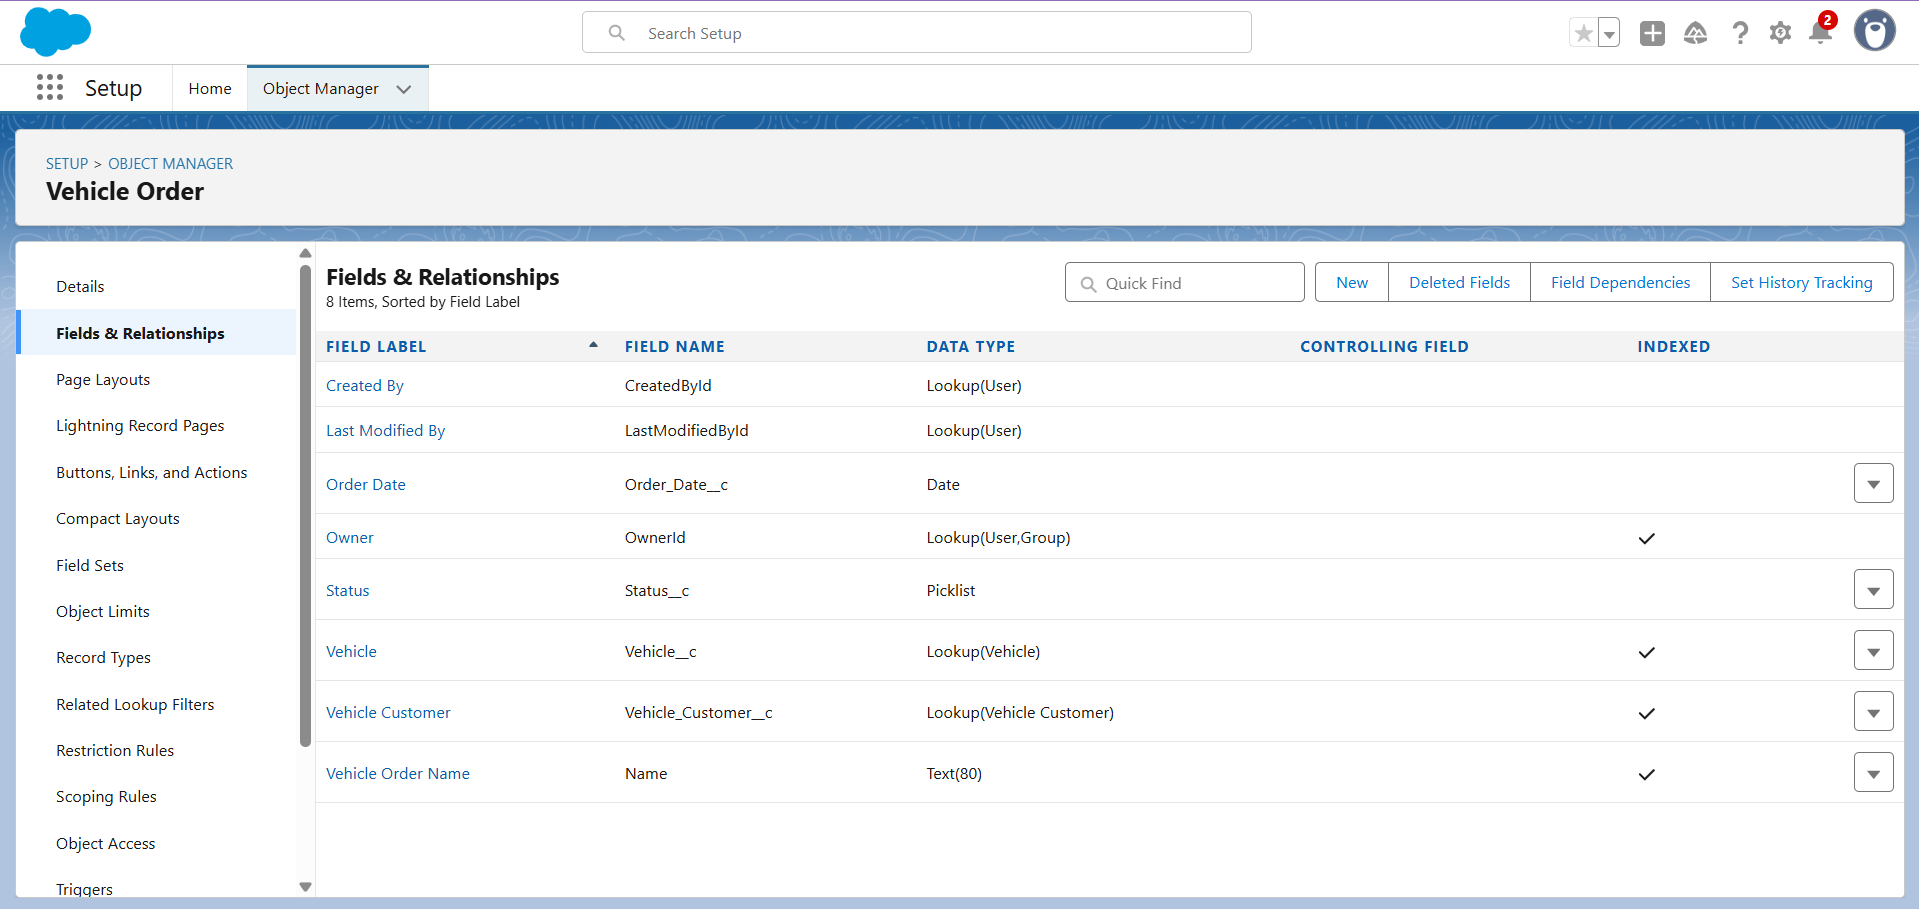 Search Setup
2
Setup
Home
Object Manager
SETUP > OBJECT MANAGER
Vehicle Order
Details
Fields & Relationships
Page Layouts
Lightning Record Pages
Buttons, Links, and Actions
Compact Layouts
Field Sets
Object Limits
Record Types
Related Lookup Filters
Restriction Rules
Scoping Rules
Object Access
Triggers
Fields & Relationships
8 Items, Sorted by Field Label
Quick Find
New
Deleted Fields
Field Dependencies
Set History Tracking
FIELD LABEL FIELD NAME DATA TYPE CONTROLLING FIELD INDEXED
Created By CreatedById Lookup(User)
Last Modified By LastModifiedById Lookup(User)
Order Date Order_Date__c Date
Owner OwnerId Lookup(User,Group)
Status Status__c Picklist
Vehicle Vehicle__c Lookup(Vehicle)
Vehicle Customer Vehicle_Customer__c Lookup(Vehicle Customer)
Vehicle Order Name Name Text(80)